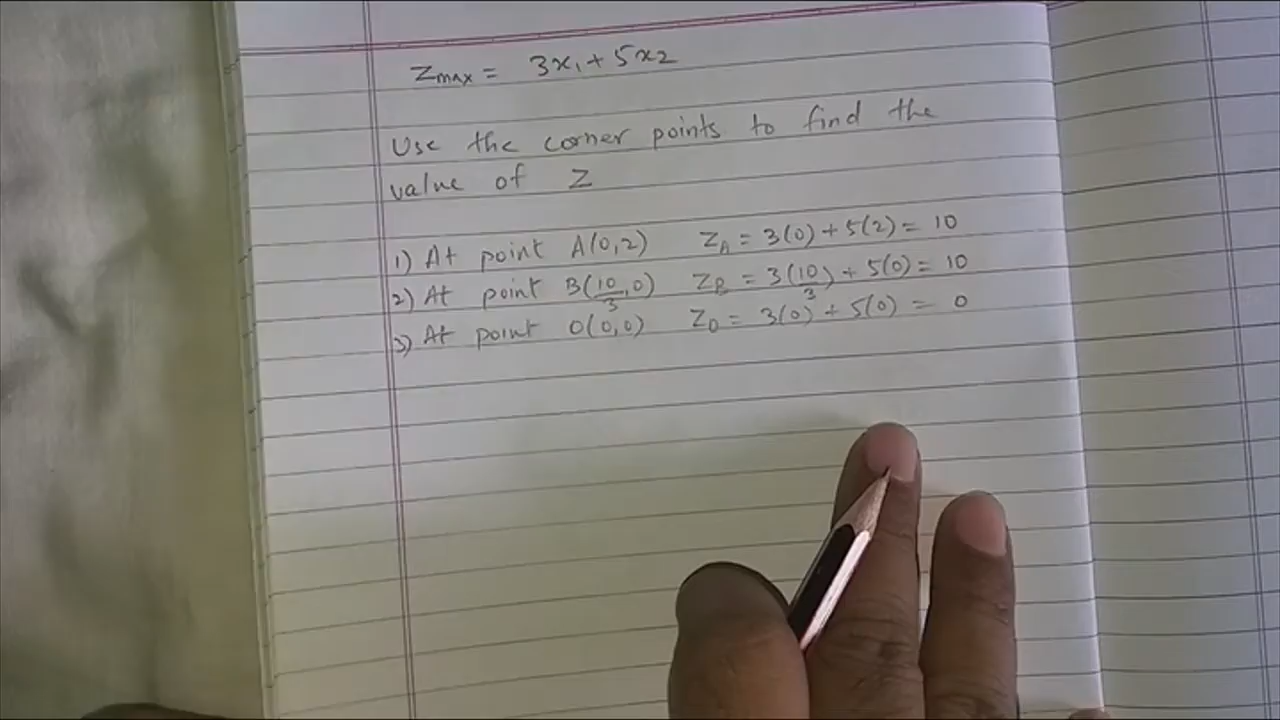 Zmax = 3x₁ + 5x2
Use the corner points to find the
value of Z
1) At point A(0,2) ZA = 3(0) + 5(2) = 10
2) At point B(10/3,0) ZB = 3(10/3) + 5(0) = 10
3) At point O(0,0) ZO = 3(0) + 5(0) = 0